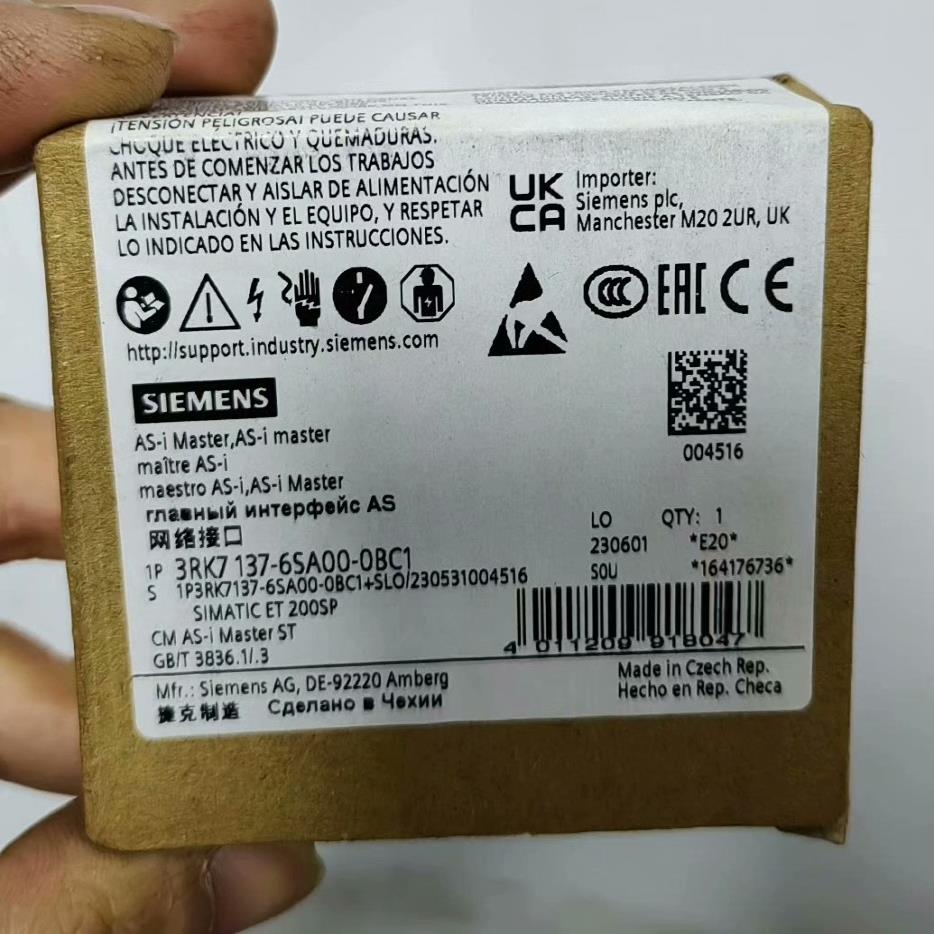 ¡TENSIÓN PELIGROSA! PUEDE CAUSAR
CHOQUE ELÉCTRICO Y QUEMADURAS.
ANTES DE COMENZAR LOS TRABAJOS
DESCONECTAR Y AISLAR DE ALIMENTACIÓN
LA INSTALACIÓN Y EL EQUIPO, Y RESPETAR
LO INDICADO EN LAS INSTRUCCIONES.
UK
CA
Importer:
Siemens plc,
Manchester M20 2UR, UK
CCC EAC CE
http://support.industry.siemens.com
SIEMENS
004516
AS-i Master,AS-i master
maître AS-i
maestro AS-i,AS-i Master
главный интерфейс AS
网络接口
LO QTY: 1
230601 *E20*
SOU *164176736*
1P 3RK7 137-6SA00-0BC1
S 1P3RK7137-6SA00-0BC1+SLO/230531004516
SIMATIC ET 200SP
CM AS-i Master ST
GB/T 3836.1/.3
4 011209 918047
Mfr.: Siemens AG, DE-92220 Amberg
捷克制造 Сделано в Чехии
Made in Czech Rep.
Hecho en Rep. Checa